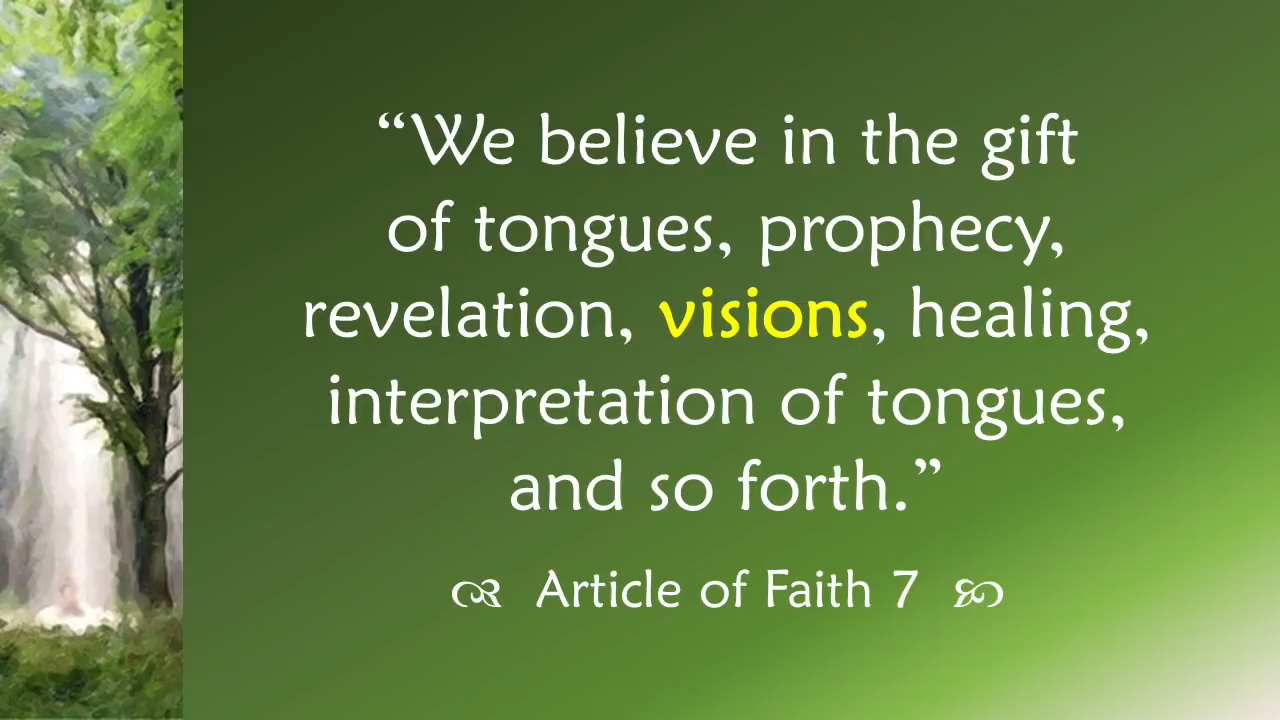 “We believe in the gift
of tongues, prophecy,
revelation, visions, healing,
interpretation of tongues,
and so forth.”
Article of Faith 7